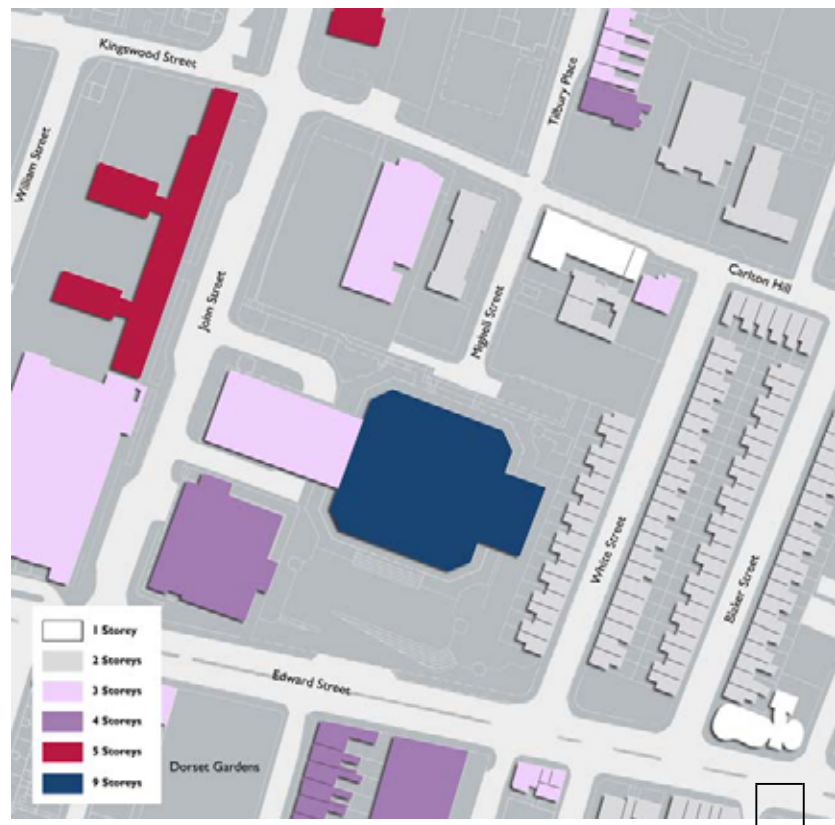 Kingswood Street
William Street
Tilbury Place
John Street
Mighell Street
Carlton Hill
White Street
Blaker Street
Edward Street
Dorset Gardens
1 Storey
2 Storeys
3 Storeys
4 Storeys
5 Storeys
9 Storeys